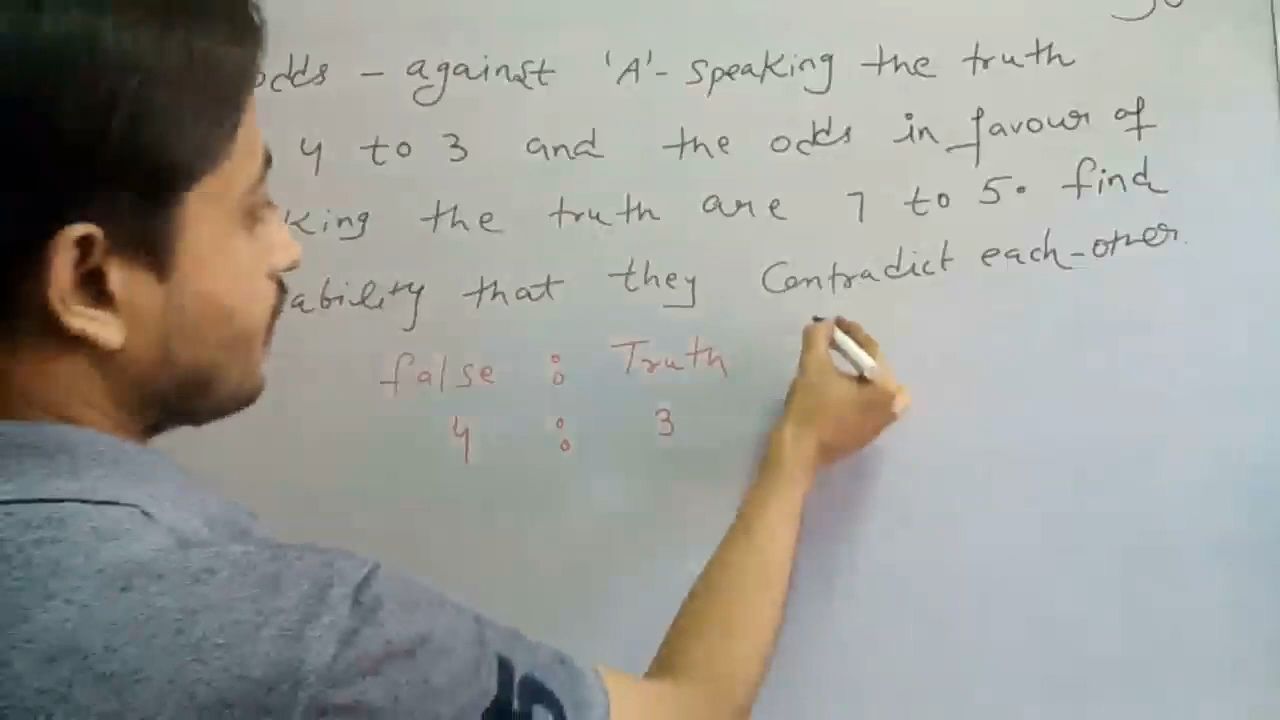 odds - against 'A'- speaking the truth
4 to 3 and the odds in favour of
king the truth are 7 to 5. find
ability that they Contradict each-other.
false : Truth
4 : 3